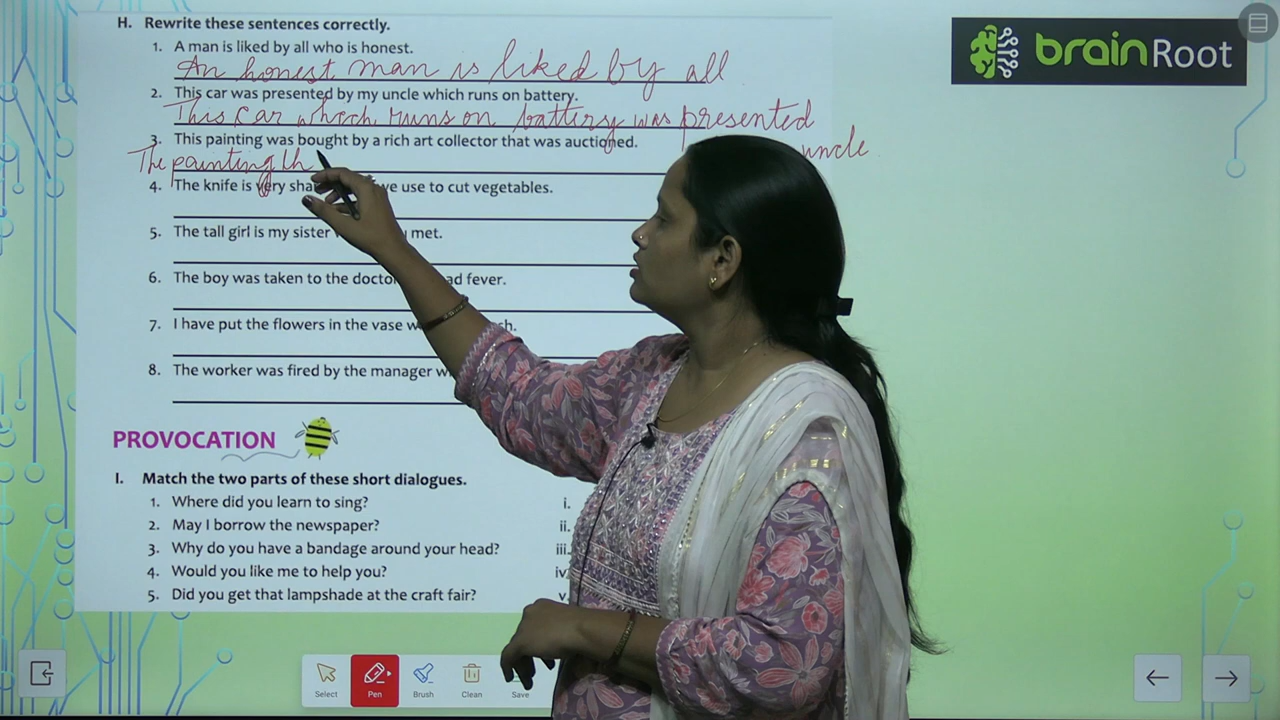 H. Rewrite these sentences correctly.
brainRoot
1. A man is liked by all who is honest.
An honest man is liked by all
2. This car was presented by my uncle which runs on battery.
This car which runs on battery was presented
uncle
3. This painting was bought by a rich art collector that was auctioned.
The painting th
4. The knife is very use to cut vegetables.
5. The tall girl is my sister met.
6. The boy was taken to the fever.
7. I have put the flowers in the vase
8. The worker was fired by the manager
PROVOCATION
I. Match the two parts of these short dialogues.
1. Where did you learn to sing? i.
2. May I borrow the newspaper? ii.
3. Why do you have a bandage around your head? iii.
4. Would you like me to help you? iv
5. Did you get that lampshade at the craft fair? v
Select Pen Brush Clean Save